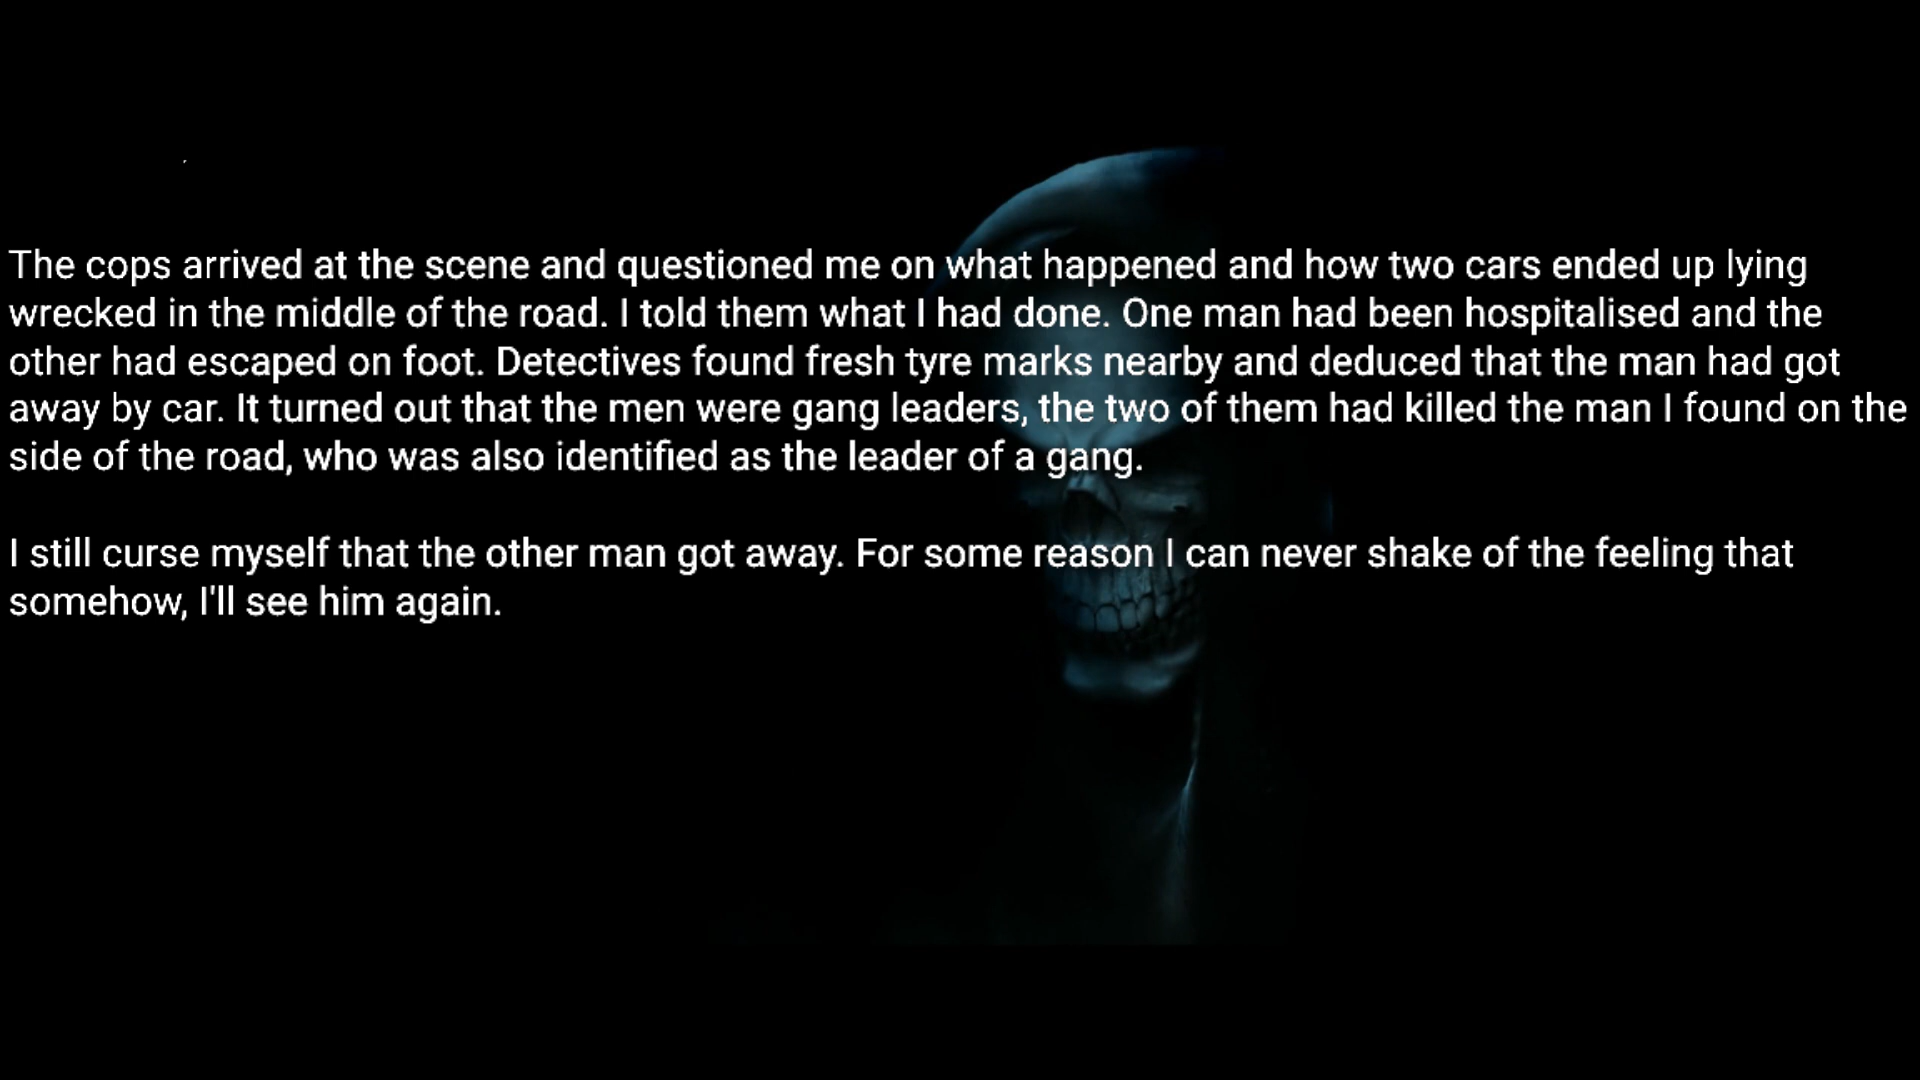 The cops arrived at the scene and questioned me on what happened and how two cars ended up lying
wrecked in the middle of the road. I told them what I had done. One man had been hospitalised and the
other had escaped on foot. Detectives found fresh tyre marks nearby and deduced that the man had got
away by car. It turned out that the men were gang leaders, the two of them had killed the man I found on the
side of the road, who was also identified as the leader of a gang.
I still curse myself that the other man got away. For some reason I can never shake of the feeling that
somehow, I'll see him again.